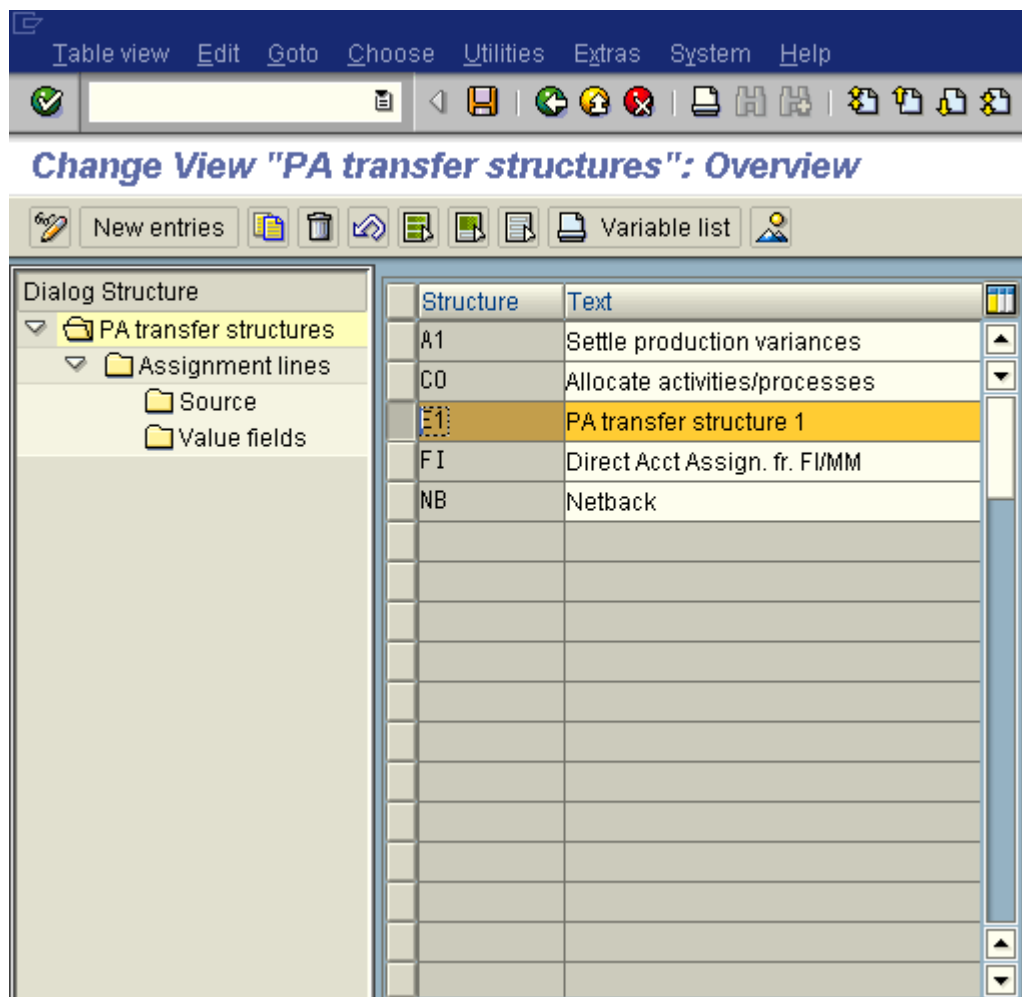 Table view Edit Goto Choose Utilities Extras System Help
Change View "PA transfer structures": Overview
New entries Variable list
Dialog Structure
PA transfer structures
Assignment lines
Source
Value fields
Structure Text
A1 Settle production variances
CO Allocate activities/processes
E1 PA transfer structure 1
FI Direct Acct Assign. fr. FI/MM
NB Netback